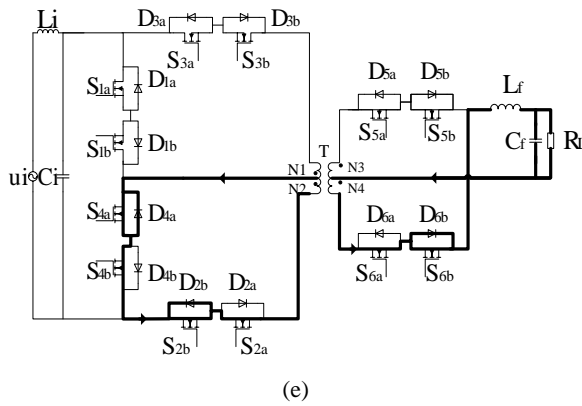 Li
D3a
D3b
S3a
S3b
S1a
D1a
S1b
D1b
ui
Ci
S4a
D4a
S4b
D4b
D2b
D2a
S2b
S2a
T
N1
N2
N3
N4
D5a
D5b
S5a
S5b
Lf
Cf
D6a
D6b
S6a
S6b
(e)